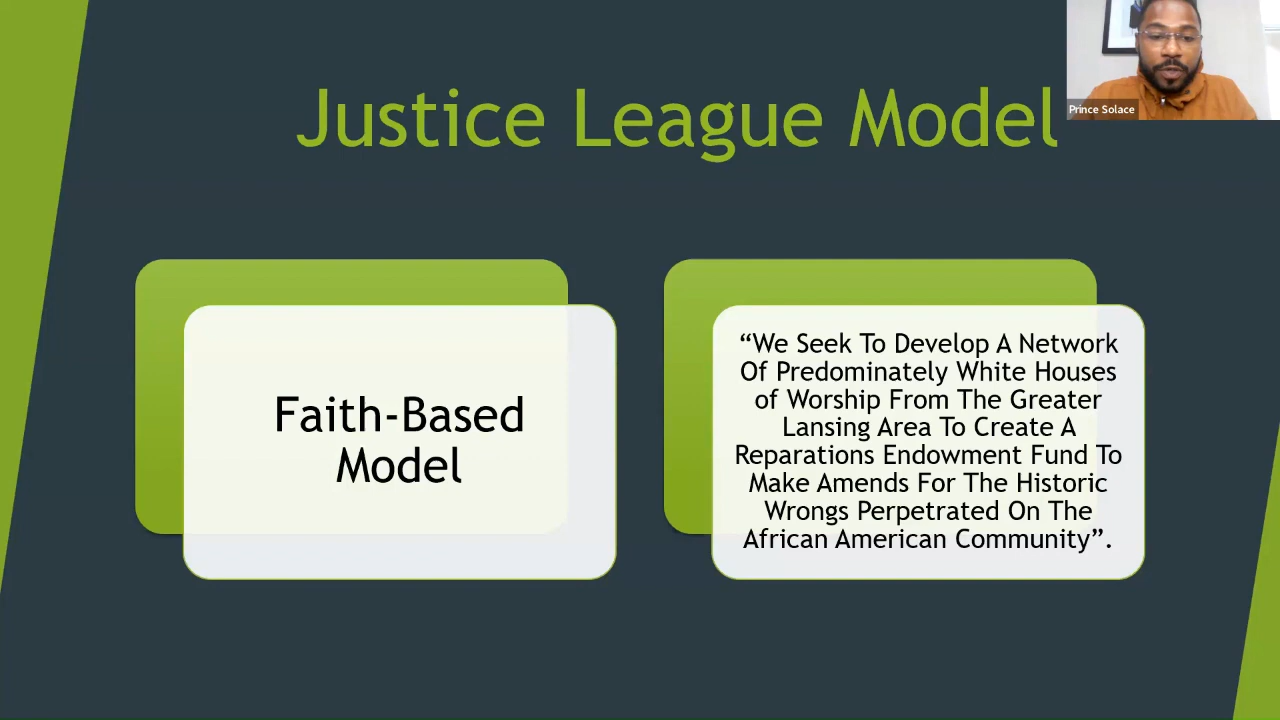 Justice League Model
Prince Solace
Faith-Based
Model
“We Seek To Develop A Network
Of Predominately White Houses
of Worship From The Greater
Lansing Area To Create A
Reparations Endowment Fund To
Make Amends For The Historic
Wrongs Perpetrated On The
African American Community”.